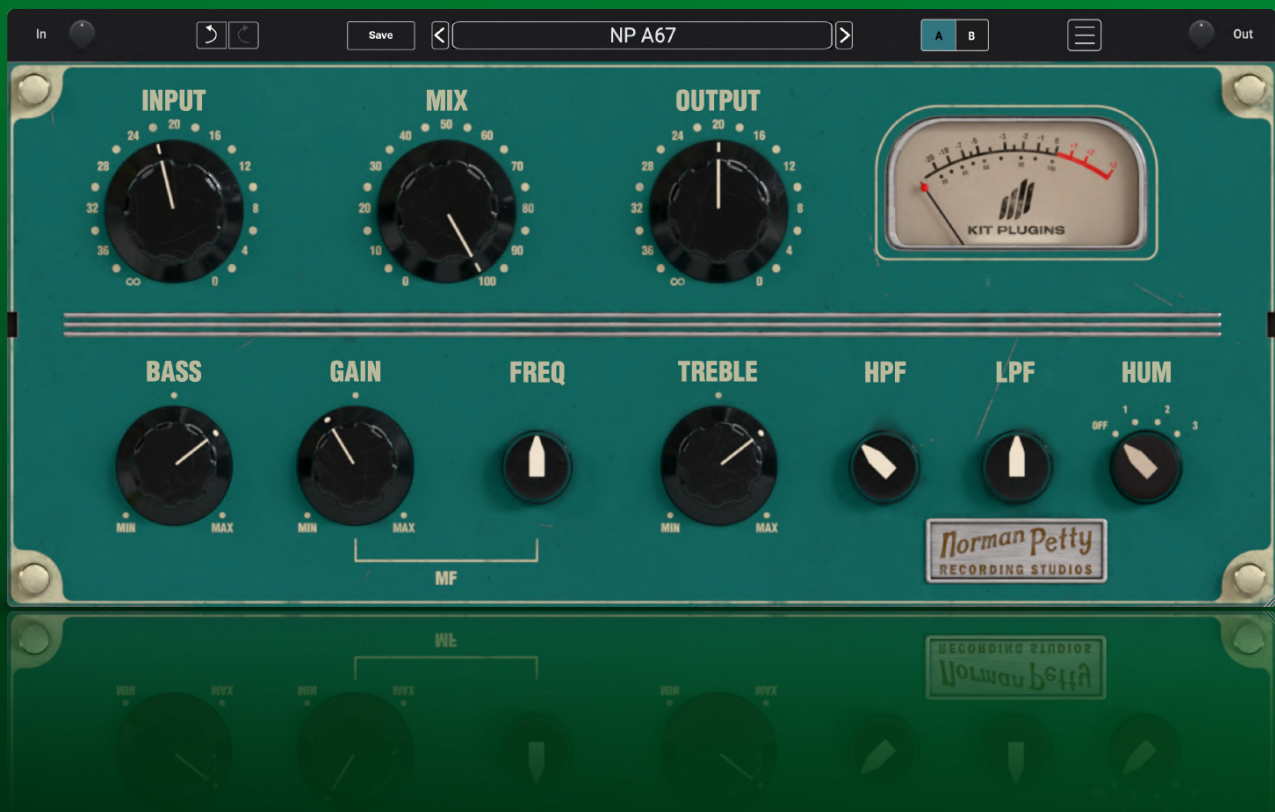 In
Save
NP A67
A
B
Out
INPUT
MIX
OUTPUT
∞ 36 32 28 24 20 16 12 8 4 0
0 10 20 30 40 50 60 70 80 90 100
∞ 36 32 28 24 20 16 12 8 4 0
KIT PLUGINS
BASS
GAIN
FREQ
TREBLE
HPF
LPF
HUM
OFF 1 2 3
MIN MAX
MIN MAX
MIN MAX
MF
Norman Petty
RECORDING STUDIOS